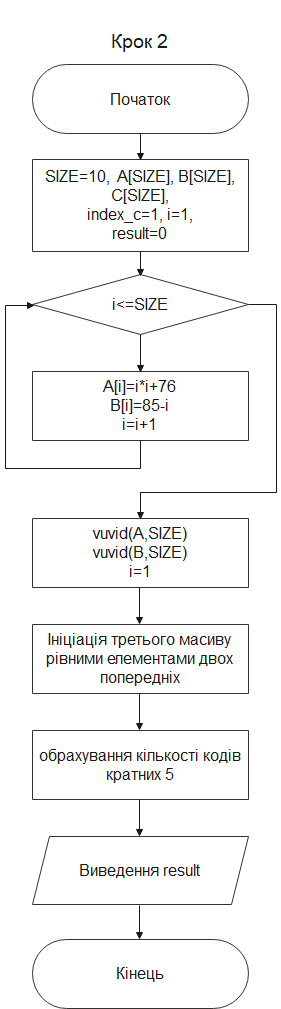 Крок 2
Початок
SIZE=10, A[SIZE], B[SIZE],
C[SIZE],
index_c=1, i=1,
result=0
i<=SIZE
A[i]=i*i+76
B[i]=85-i
i=i+1
vuvid(A,SIZE)
vuvid(B,SIZE)
i=1
Ініціація третього масиву
рівними елементами двох
попередніх
обрахування кількості кодів
кратних 5
Виведення result
Кінець